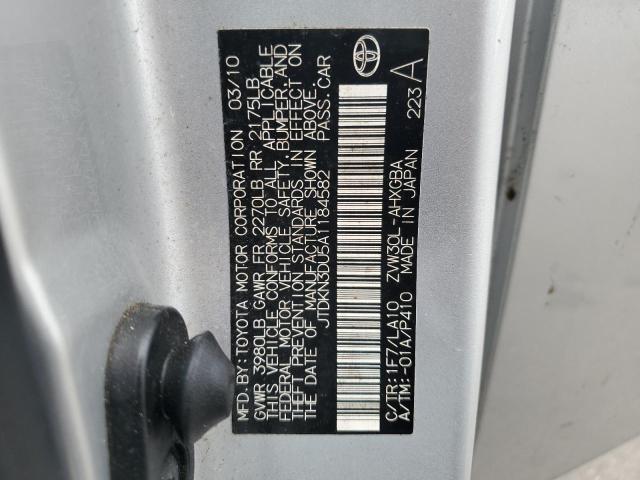 MFD. BY: TOYOTA MOTOR CORPORATION 03/10
GVWR 3980LB GAWR FR 2270LB RR 2175LB
THIS VEHICLE CONFORMS TO ALL APPLICABLE
FEDERAL MOTOR VEHICLE SAFETY, BUMPER, AND
THEFT PREVENTION STANDARDS IN EFFECT ON
THE DATE OF MANUFACTURE SHOWN ABOVE.
JTDKN3DU5A1184582 PASS. CAR
C/TR: 1F7/LA10 ZVW30L-AHXGBA
A/TM: -01A/P410 MADE IN JAPAN 223 A